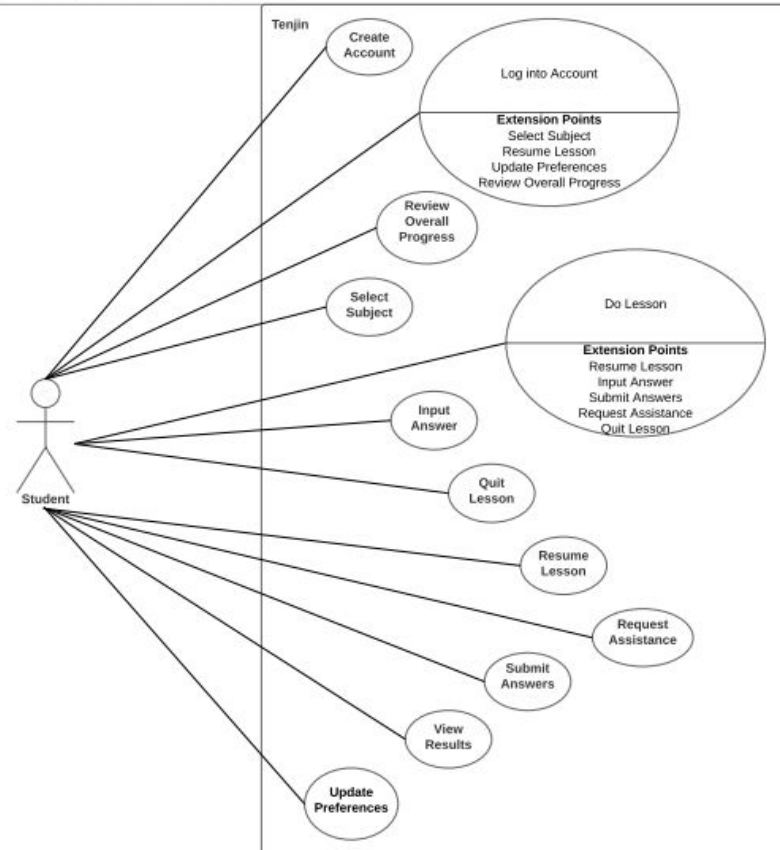 Tenjin
Create
Account
Log into Account
Extension Points
Select Subject
Resume Lesson
Update Preferences
Review Overall Progress
Review
Overall
Progress
Select
Subject
Do Lesson
Extension Points
Resume Lesson
Input Answer
Submit Answers
Request Assistance
Quit Lesson
Input
Answer
Quit
Lesson
Student
Resume
Lesson
Request
Assistance
Submit
Answers
View
Results
Update
Preferences